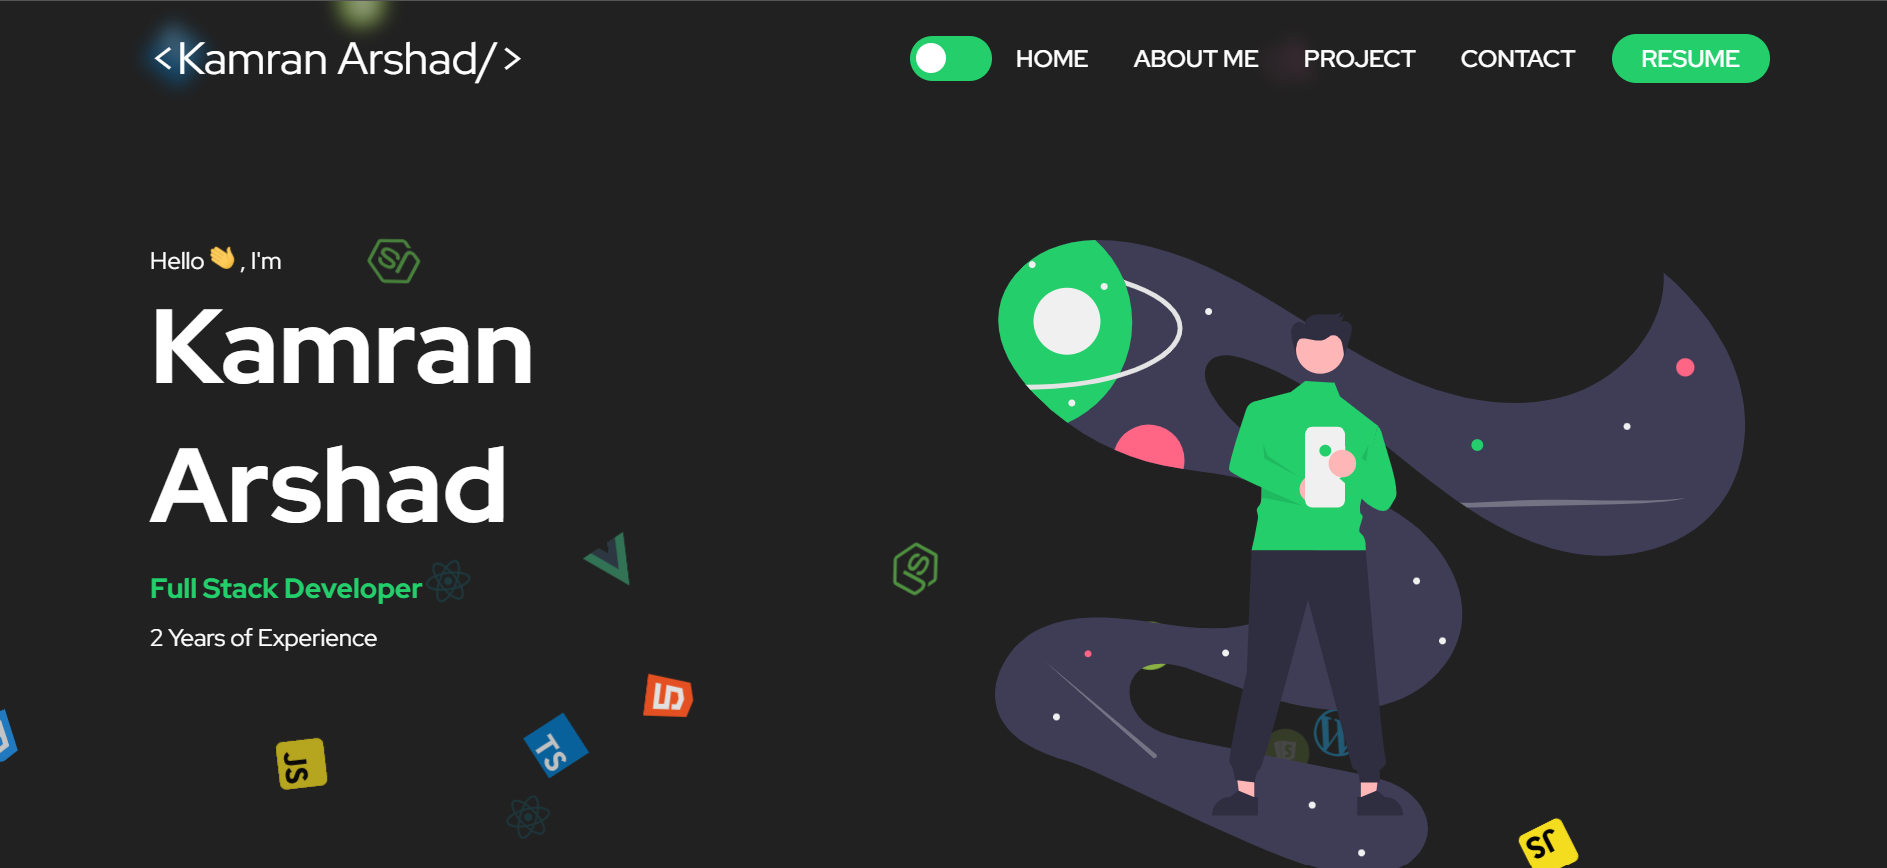 <Kamran Arshad/>
HOME
ABOUT ME
PROJECT
CONTACT
RESUME
Hello 👋, I'm
Kamran
Arshad
Full Stack Developer
2 Years of Experience
JS
TS
5
W
JS